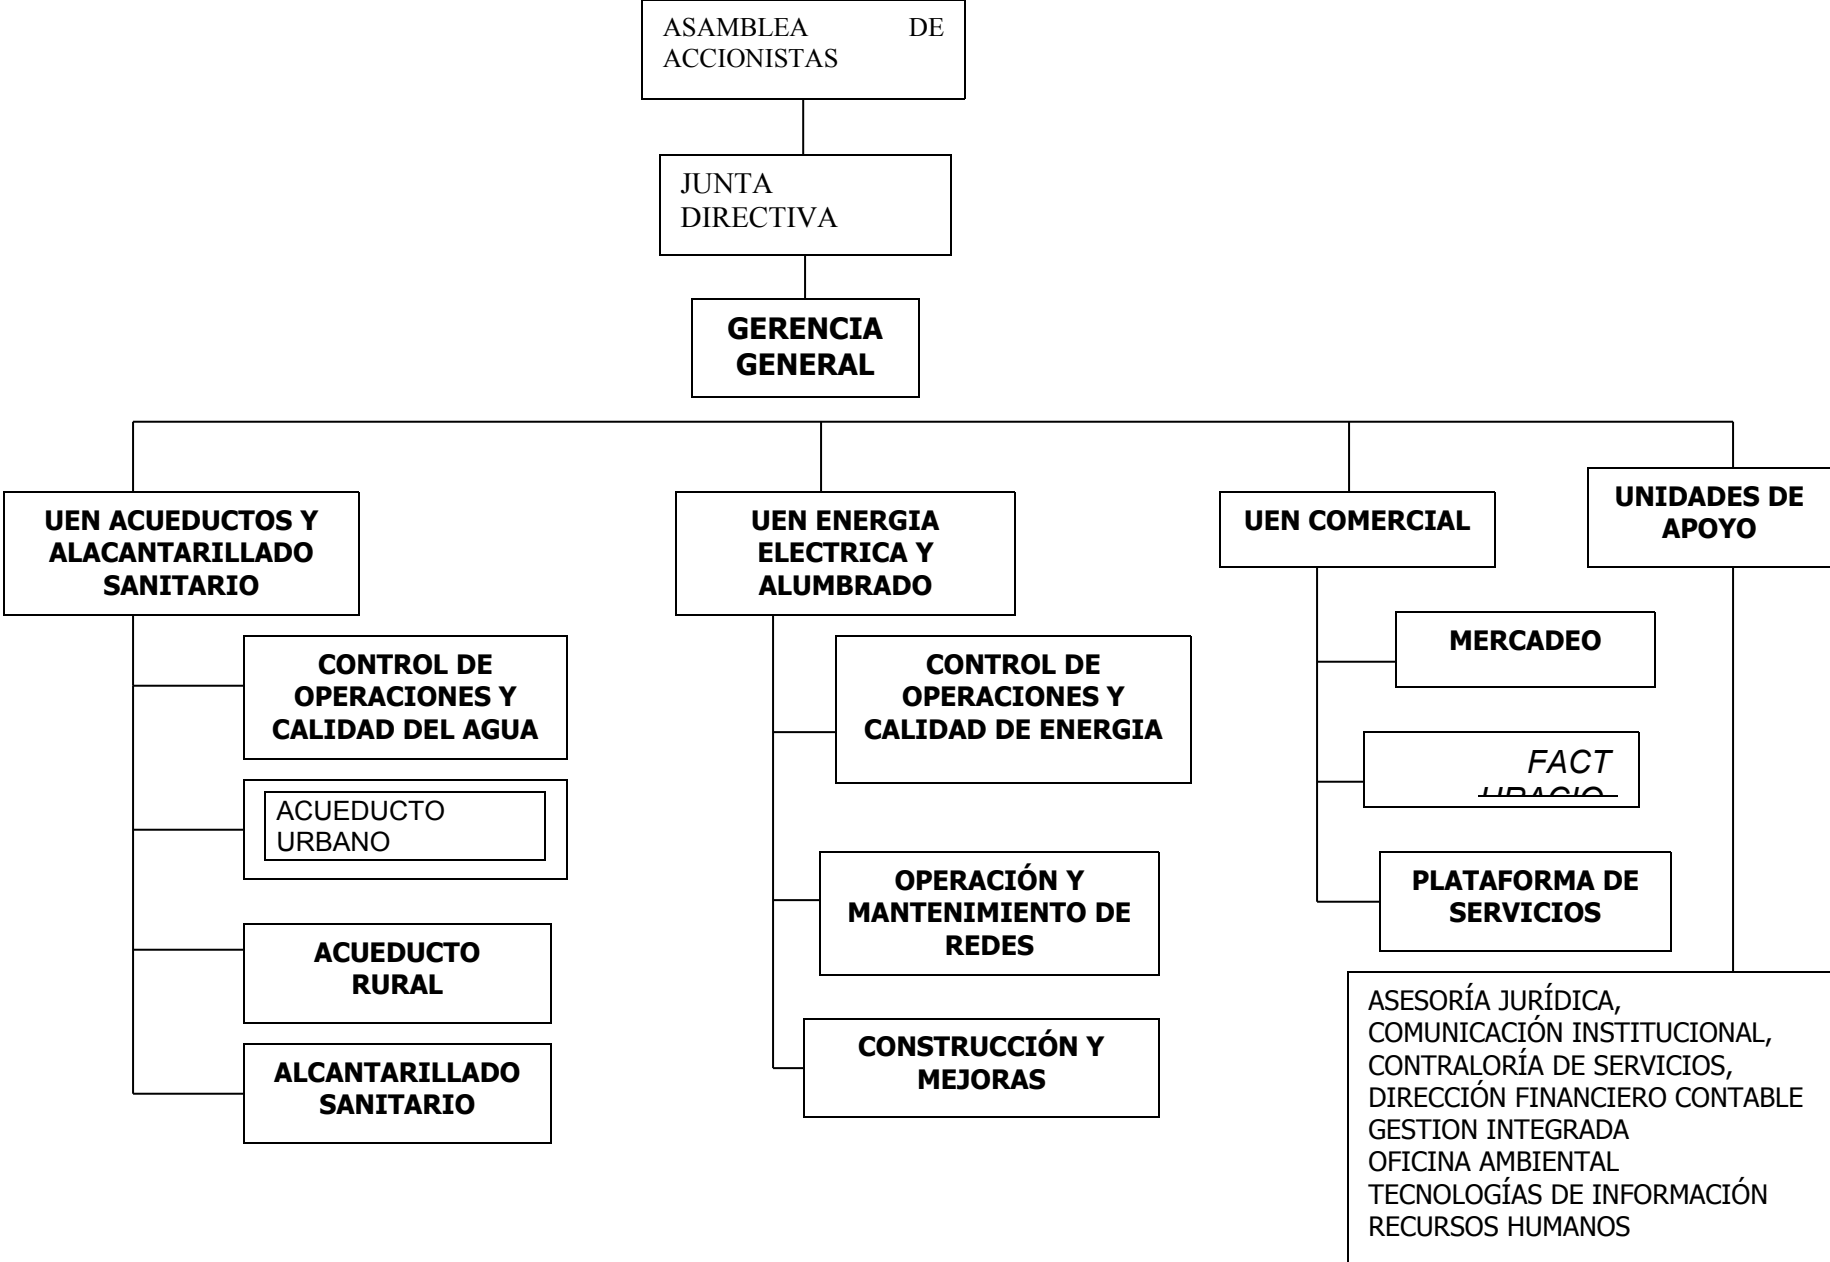 ASAMBLEA DE
ACCIONISTAS
JUNTA
DIRECTIVA
GERENCIA
GENERAL
UEN ACUEDUCTOS Y
ALACANTARILLADO
SANITARIO
UEN ENERGIA
ELECTRICA Y
ALUMBRADO
UEN COMERCIAL
UNIDADES DE
APOYO
CONTROL DE
OPERACIONES Y
CALIDAD DEL AGUA
ACUEDUCTO
URBANO
ACUEDUCTO
RURAL
ALCANTARILLADO
SANITARIO
CONTROL DE
OPERACIONES Y
CALIDAD DE ENERGIA
OPERACIÓN Y
MANTENIMIENTO DE
REDES
CONSTRUCCIÓN Y
MEJORAS
MERCADEO
FACT
URACIO
PLATAFORMA DE
SERVICIOS
ASESORÍA JURÍDICA,
COMUNICACIÓN INSTITUCIONAL,
CONTRALORÍA DE SERVICIOS,
DIRECCIÓN FINANCIERO CONTABLE
GESTION INTEGRADA
OFICINA AMBIENTAL
TECNOLOGÍAS DE INFORMACIÓN
RECURSOS HUMANOS